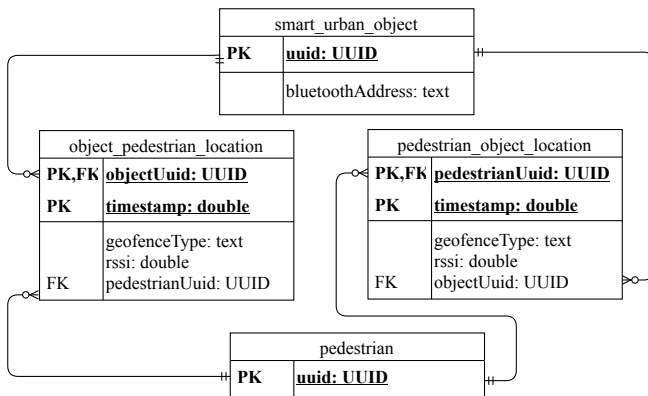 smart_urban_object
PK uuid: UUID
bluetoothAddress: text
object_pedestrian_location
PK,FK objectUuid: UUID
PK timestamp: double
geofenceType: text
rssi: double
FK pedestrianUuid: UUID
pedestrian_object_location
PK,FK pedestrianUuid: UUID
PK timestamp: double
geofenceType: text
rssi: double
FK objectUuid: UUID
pedestrian
PK uuid: UUID